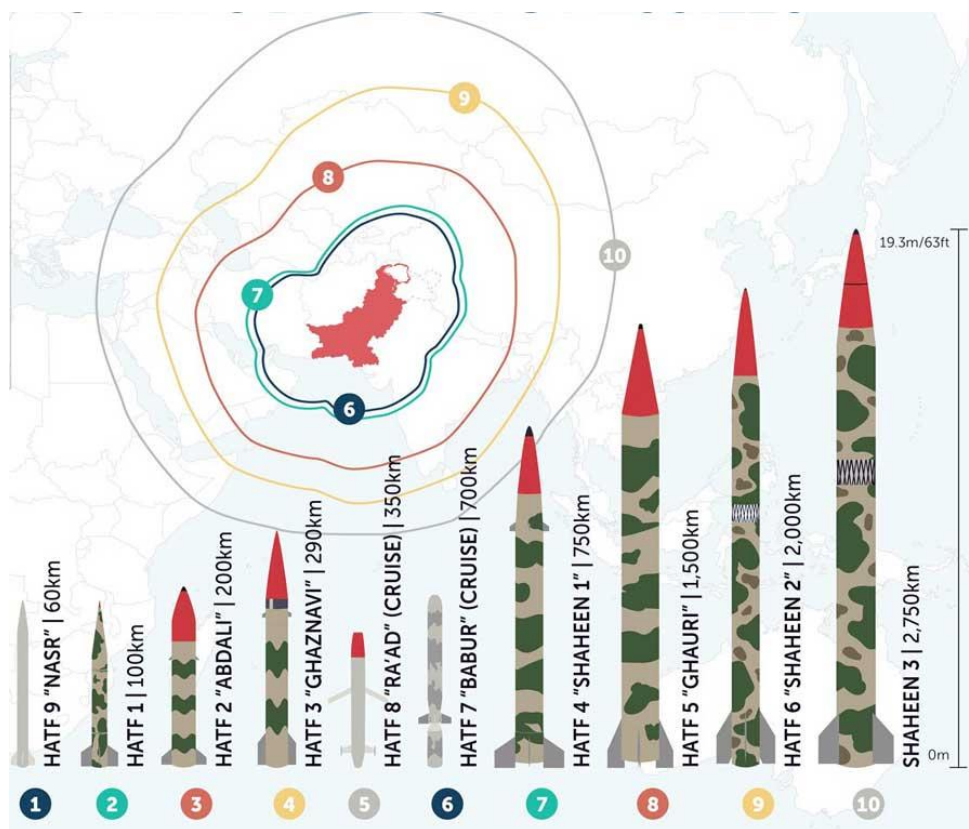 9
8
10
7
6
19.3m/63ft
HATF 9 "NASR" | 60km
HATF 1 | 100km
HATF 2 "ABDALI" | 200km
HATF 3 "GHAZNAVI" | 290km
HATF 8 "RA'AD" (CRUISE) | 350km
HATF 7 "BABUR" (CRUISE) | 700km
HATF 4 "SHAHEEN 1" | 750km
HATF 5 "GHAURI" | 1,500km
HATF 6 "SHAHEEN 2" | 2,000km
SHAHEEN 3 | 2,750km
0m
1
2
3
4
5
6
7
8
9
10